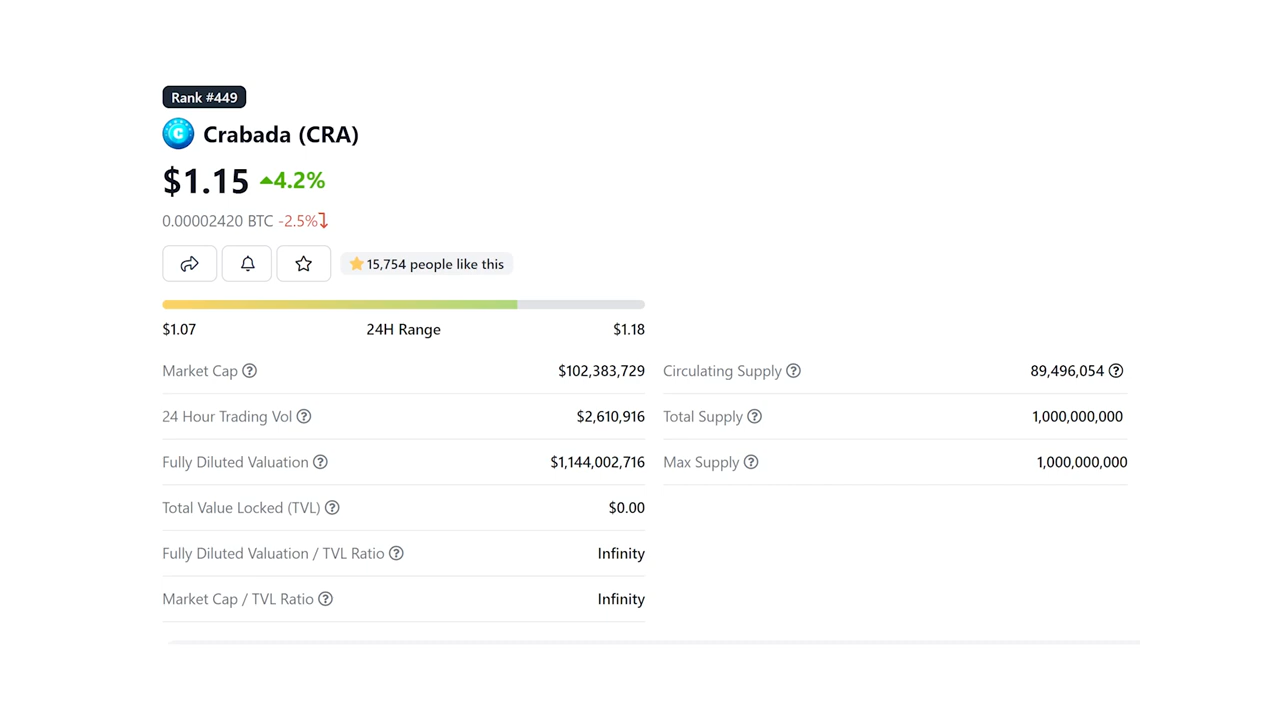 Rank #449
Crabada (CRA)
$1.15 4.2%
0.00002420 BTC -2.5%
15,754 people like this
$1.07 24H Range $1.18
Market Cap $102,383,729
24 Hour Trading Vol $2,610,916
Fully Diluted Valuation $1,144,002,716
Total Value Locked (TVL) $0.00
Fully Diluted Valuation / TVL Ratio Infinity
Market Cap / TVL Ratio Infinity
Circulating Supply 89,496,054
Total Supply 1,000,000,000
Max Supply 1,000,000,000